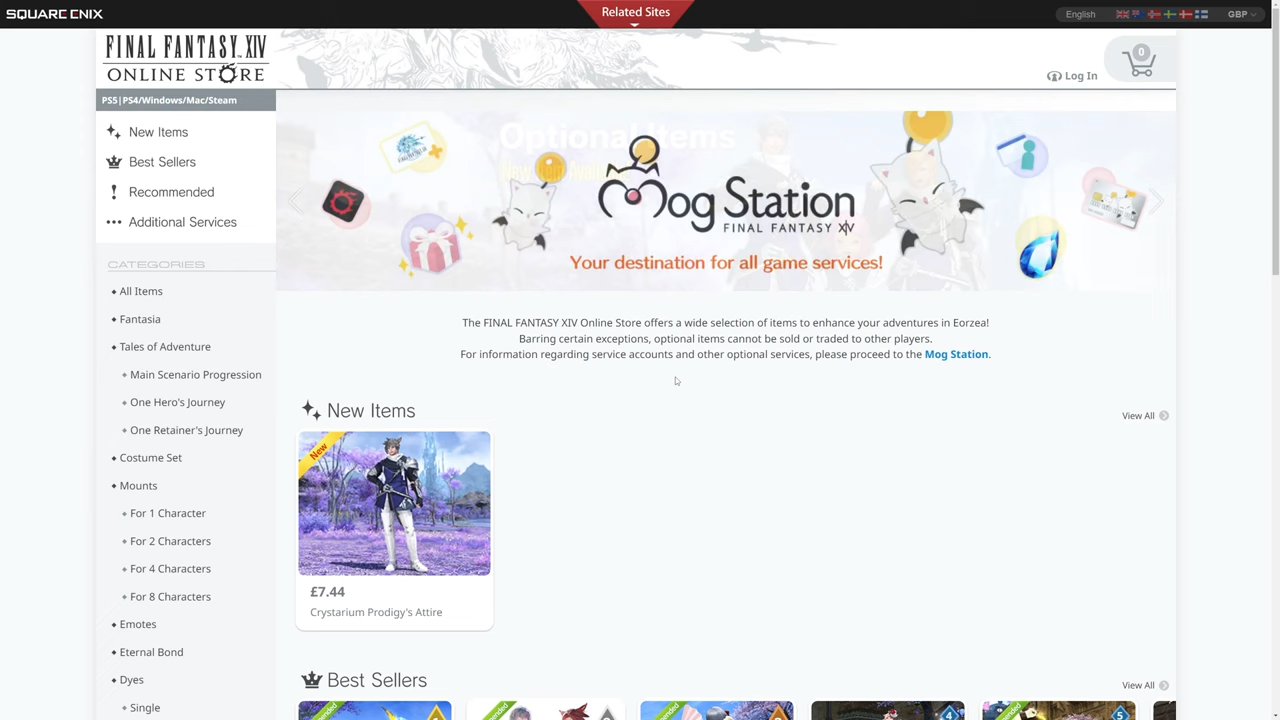 SQUARE ENIX
Related Sites
English
GBP
FINAL FANTASY XIV
ONLINE STORE
Log In
0
PS5|PS4/Windows/Mac/Steam
New Items
Best Sellers
Recommended
Additional Services
CATEGORIES
All Items
Fantasia
Tales of Adventure
Main Scenario Progression
One Hero's Journey
One Retainer's Journey
Costume Set
Mounts
For 1 Character
For 2 Characters
For 4 Characters
For 8 Characters
Emotes
Eternal Bond
Dyes
Single
Optional Items
Mog Station
FINAL FANTASY XIV
Your destination for all game services!
The FINAL FANTASY XIV Online Store offers a wide selection of items to enhance your adventures in Eorzea!
Barring certain exceptions, optional items cannot be sold or traded to other players.
For information regarding service accounts and other optional services, please proceed to the Mog Station.
New Items
View All
New
£7.44
Crystarium Prodigy's Attire
Best Sellers
View All
4
5